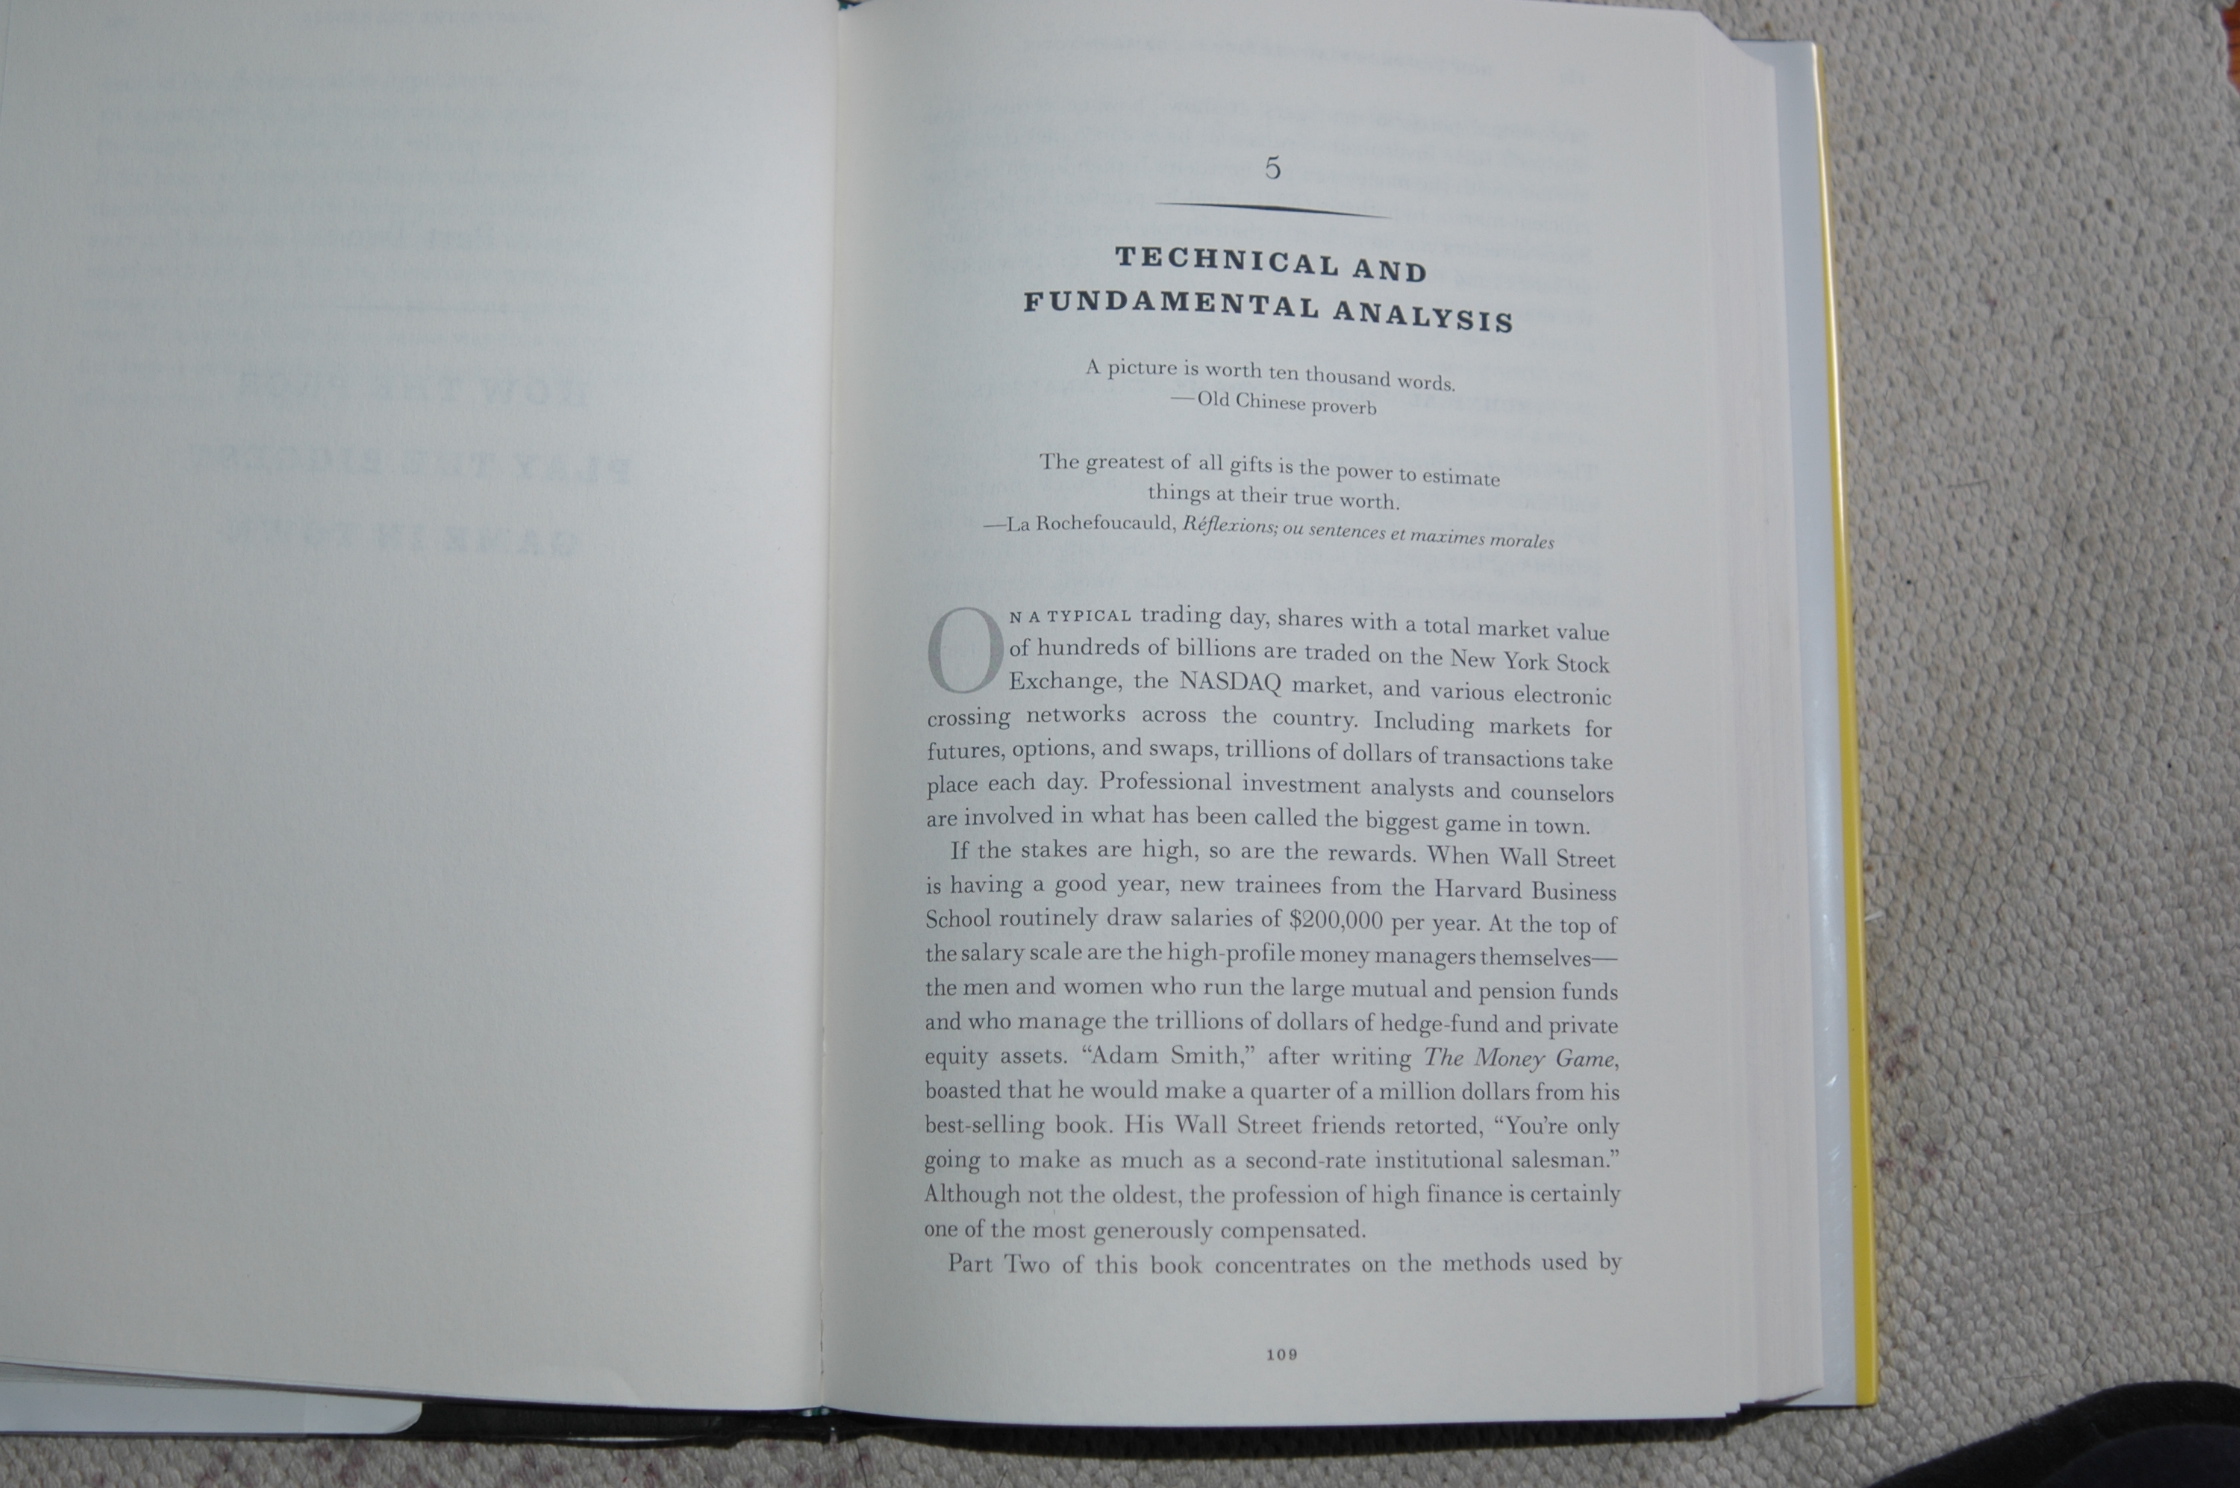 5
TECHNICAL AND
FUNDAMENTAL ANALYSIS
A picture is worth ten thousand words.
—Old Chinese proverb
The greatest of all gifts is the power to estimate
things at their true worth.
—La Rochefoucauld, Réflexions; ou sentences et maximes morales
ON A TYPICAL trading day, shares with a total market value
of hundreds of billions are traded on the New York Stock
Exchange, the NASDAQ market, and various electronic
crossing networks across the country. Including markets for
futures, options, and swaps, trillions of dollars of transactions take
place each day. Professional investment analysts and counselors
are involved in what has been called the biggest game in town.
If the stakes are high, so are the rewards. When Wall Street
is having a good year, new trainees from the Harvard Business
School routinely draw salaries of $200,000 per year. At the top of
the salary scale are the high-profile money managers themselves—
the men and women who run the large mutual and pension funds
and who manage the trillions of dollars of hedge-fund and private
equity assets. “Adam Smith,” after writing The Money Game,
boasted that he would make a quarter of a million dollars from his
best-selling book. His Wall Street friends retorted, “You're only
going to make as much as a second-rate institutional salesman.”
Although not the oldest, the profession of high finance is certainly
one of the most generously compensated.
Part Two of this book concentrates on the methods used by
109